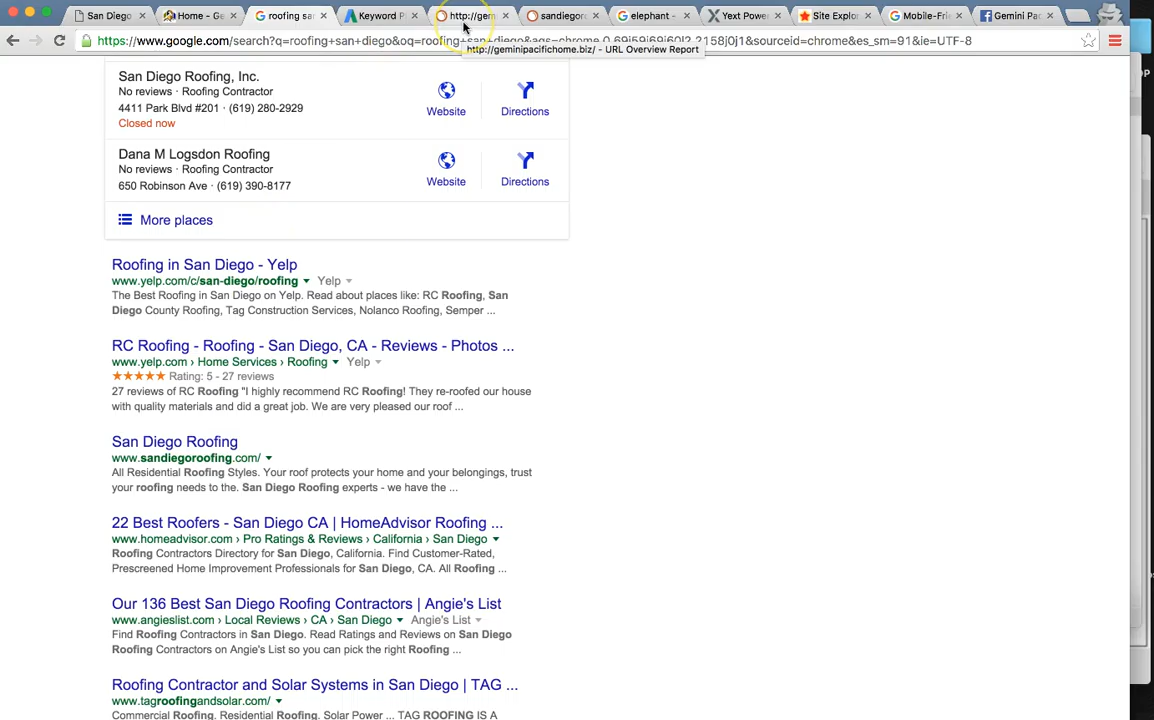 San Diego
Home - Ge
roofing sar
Keyword P
http://gem
sandiegor
elephant -
Yext Powe
Site Explo
Mobile-Fri
Gemini Pac
https://www.google.com/search?q=roofing+san+diego&oq=roofing+san+diego&aqs=chrome.0.69i59j69i60l2.2158j0j1&sourceid=chrome&es_sm=91&ie=UTF-8
http://geminipacifichome.biz/ - URL Overview Report
San Diego Roofing, Inc.
No reviews · Roofing Contractor
4411 Park Blvd #201 · (619) 280-2929
Closed now
Website
Directions
Dana M Logsdon Roofing
No reviews · Roofing Contractor
650 Robinson Ave · (619) 390-8177
Website
Directions
More places
Roofing in San Diego - Yelp
www.yelp.com/c/san-diego/roofing Yelp
The Best Roofing in San Diego on Yelp. Read about places like: RC Roofing, San
Diego County Roofing, Tag Construction Services, Nolanco Roofing, Semper ...
RC Roofing - Roofing - San Diego, CA - Reviews - Photos ...
www.yelp.com › Home Services › Roofing Yelp
Rating: 5 - 27 reviews
27 reviews of RC Roofing "I highly recommend RC Roofing! They re-roofed our house
with quality materials and did a great job. We are very pleased our roof ...
San Diego Roofing
www.sandiegoroofing.com/
All Residential Roofing Styles. Your roof protects your home and your belongings, trust
your roofing needs to the. San Diego Roofing experts - we have the ...
22 Best Roofers - San Diego CA | HomeAdvisor Roofing ...
www.homeadvisor.com › Pro Ratings & Reviews › California › San Diego
Roofing Contractors Directory for San Diego, California. Find Customer-Rated,
Prescreened Home Improvement Professionals for San Diego, CA. All Roofing ...
Our 136 Best San Diego Roofing Contractors | Angie's List
www.angieslist.com › Local Reviews › CA › San Diego Angie's List
Find Roofing Contractors in San Diego. Read Ratings and Reviews on San Diego
Roofing Contractors on Angie's List so you can pick the right Roofing ...
Roofing Contractor and Solar Systems in San Diego | TAG ...
www.tagroofingandsolar.com/
Commercial Roofing. Residential Roofing. Solar Power ... TAG ROOFING IS A